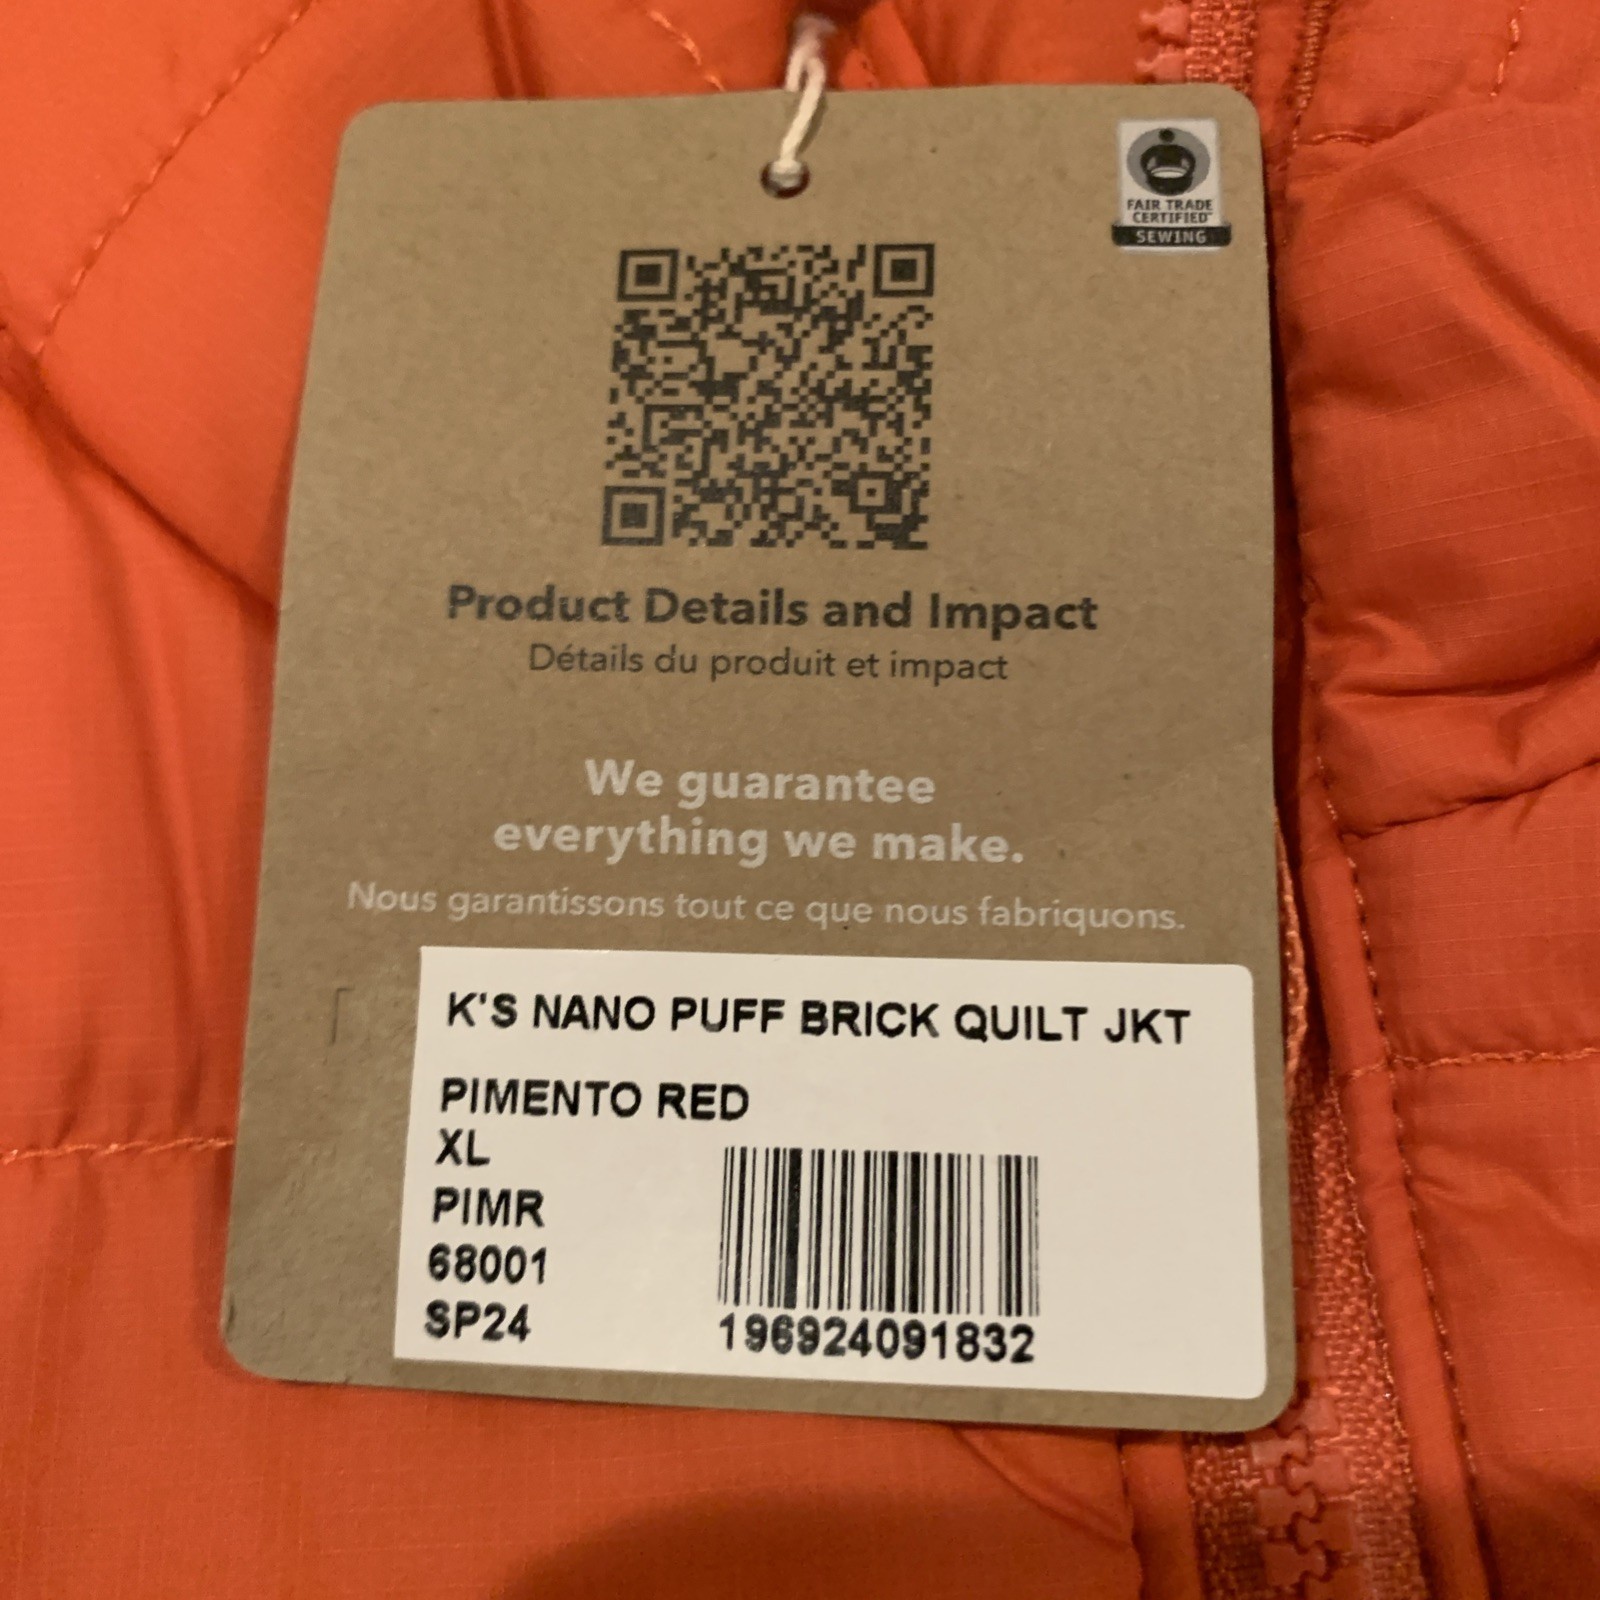 FAIR TRADE
CERTIFIED™
SEWING
Product Details and Impact
Détails du produit et impact
We guarantee
everything we make.
Nous garantissons tout ce que nous fabriquons.
K'S NANO PUFF BRICK QUILT JKT
PIMENTO RED
XL
PIMR
68001
SP24
196924091832